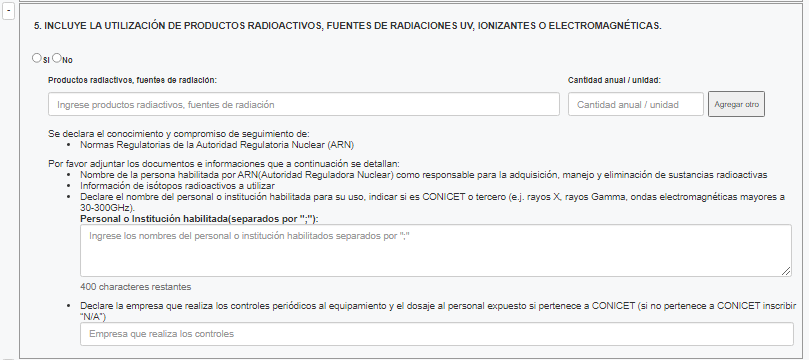 -
5. INCLUYE LA UTILIZACIÓN DE PRODUCTOS RADIOACTIVOS, FUENTES DE RADIACIONES UV, IONIZANTES O ELECTROMAGNÉTICAS.
SI No
Productos radiactivos, fuentes de radiación: Cantidad anual / unidad:
Ingrese productos radiactivos, fuentes de radiación Cantidad anual / unidad Agregar otro
Se declara el conocimiento y compromiso de seguimiento de:
• Normas Regulatorias de la Autoridad Regulatoria Nuclear (ARN)
Por favor adjuntar los documentos e informaciones que a continuación se detallan:
• Nombre de la persona habilitada por ARN(Autoridad Reguladora Nuclear) como responsable para la adquisición, manejo y eliminación de sustancias radioactivas
• Información de isótopos radioactivos a utilizar
• Declare el nombre del personal o institución habilitada para su uso, indicar si es CONICET o tercero (e.j. rayos X, rayos Gamma, ondas electromagnéticas mayores a
30-300GHz).
Personal o Institución habilitada(separados por ";"):
Ingrese los nombres del personal o institución habilitados separados por ";"
400 characteres restantes
• Declare la empresa que realiza los controles periódicos al equipamiento y el dosaje al personal expuesto si pertenece a CONICET (si no pertenece a CONICET inscribir
"N/A")
Empresa que realiza los controles